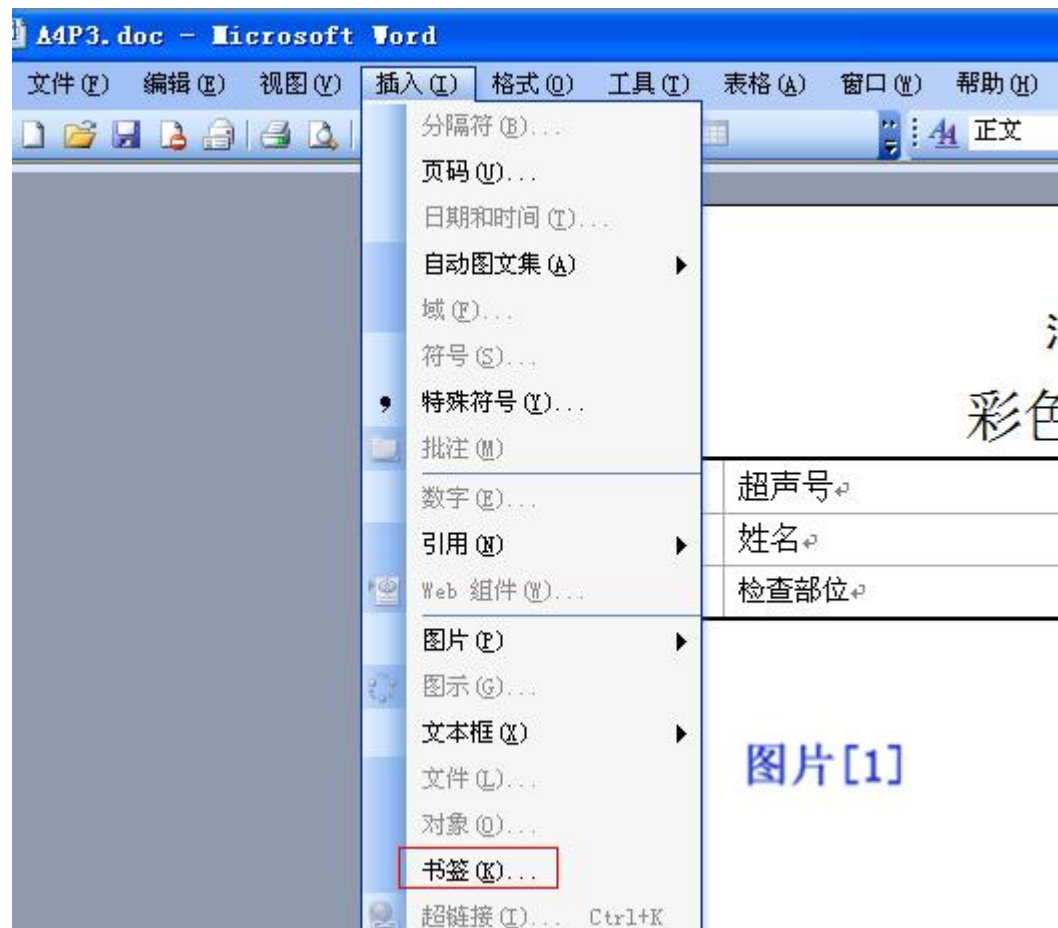 A4P3.doc - Microsoft Word
文件(F) 编辑(E) 视图(V) 插入(I) 格式(O) 工具(T) 表格(A) 窗口(W) 帮助(H)
正文
分隔符(B)...
页码(U)...
日期和时间(T)...
自动图文集(A)
域(F)...
符号(S)...
特殊符号(Y)...
批注(M)
数字(E)...
引用(N)
Web 组件(W)...
图片(P)
图示(G)...
文本框(X)
文件(L)...
对象(O)...
书签(K)...
超链接(I)... Ctrl+K
彩色
超声号
姓名
检查部位
图片[1]